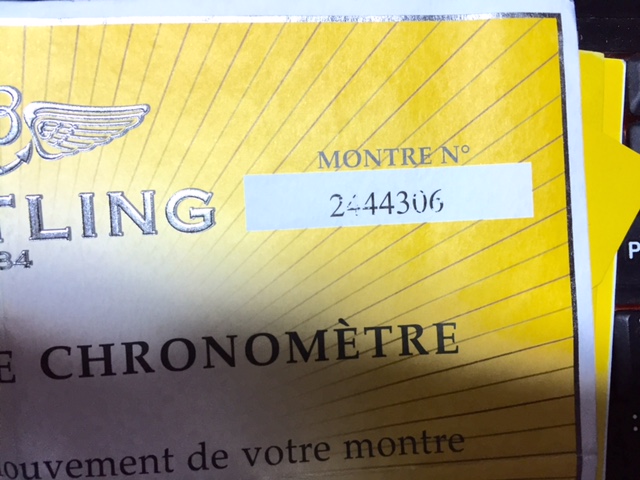 MONTRE N°
2444306
TLING
84
E CHRONOMÈTRE
ouvement de votre montre
P